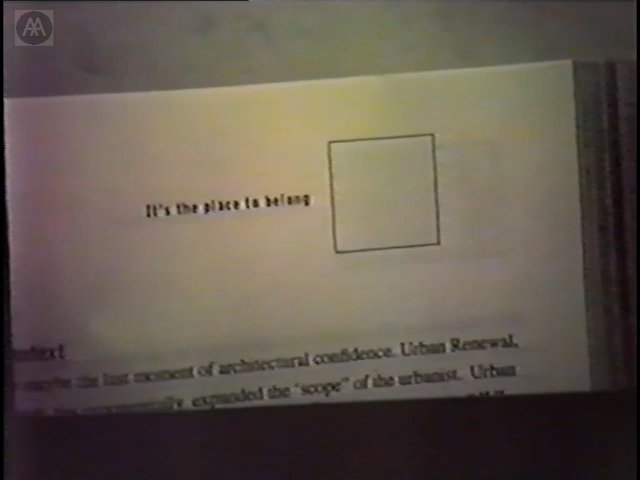 AA
It's the place to belong
maybe the last moment of architectural confidence. Urban Renewal,
expanded the "scope" of the urbanist. Urban